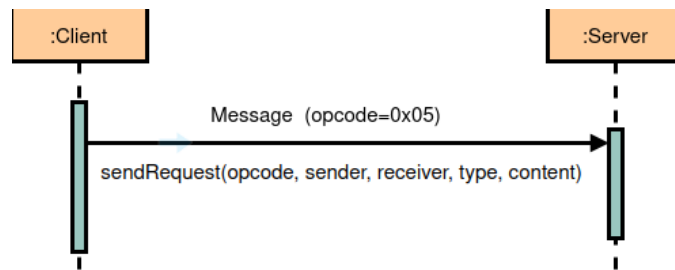 :Client
:Server
Message (opcode=0x05)
sendRequest(opcode, sender, receiver, type, content)